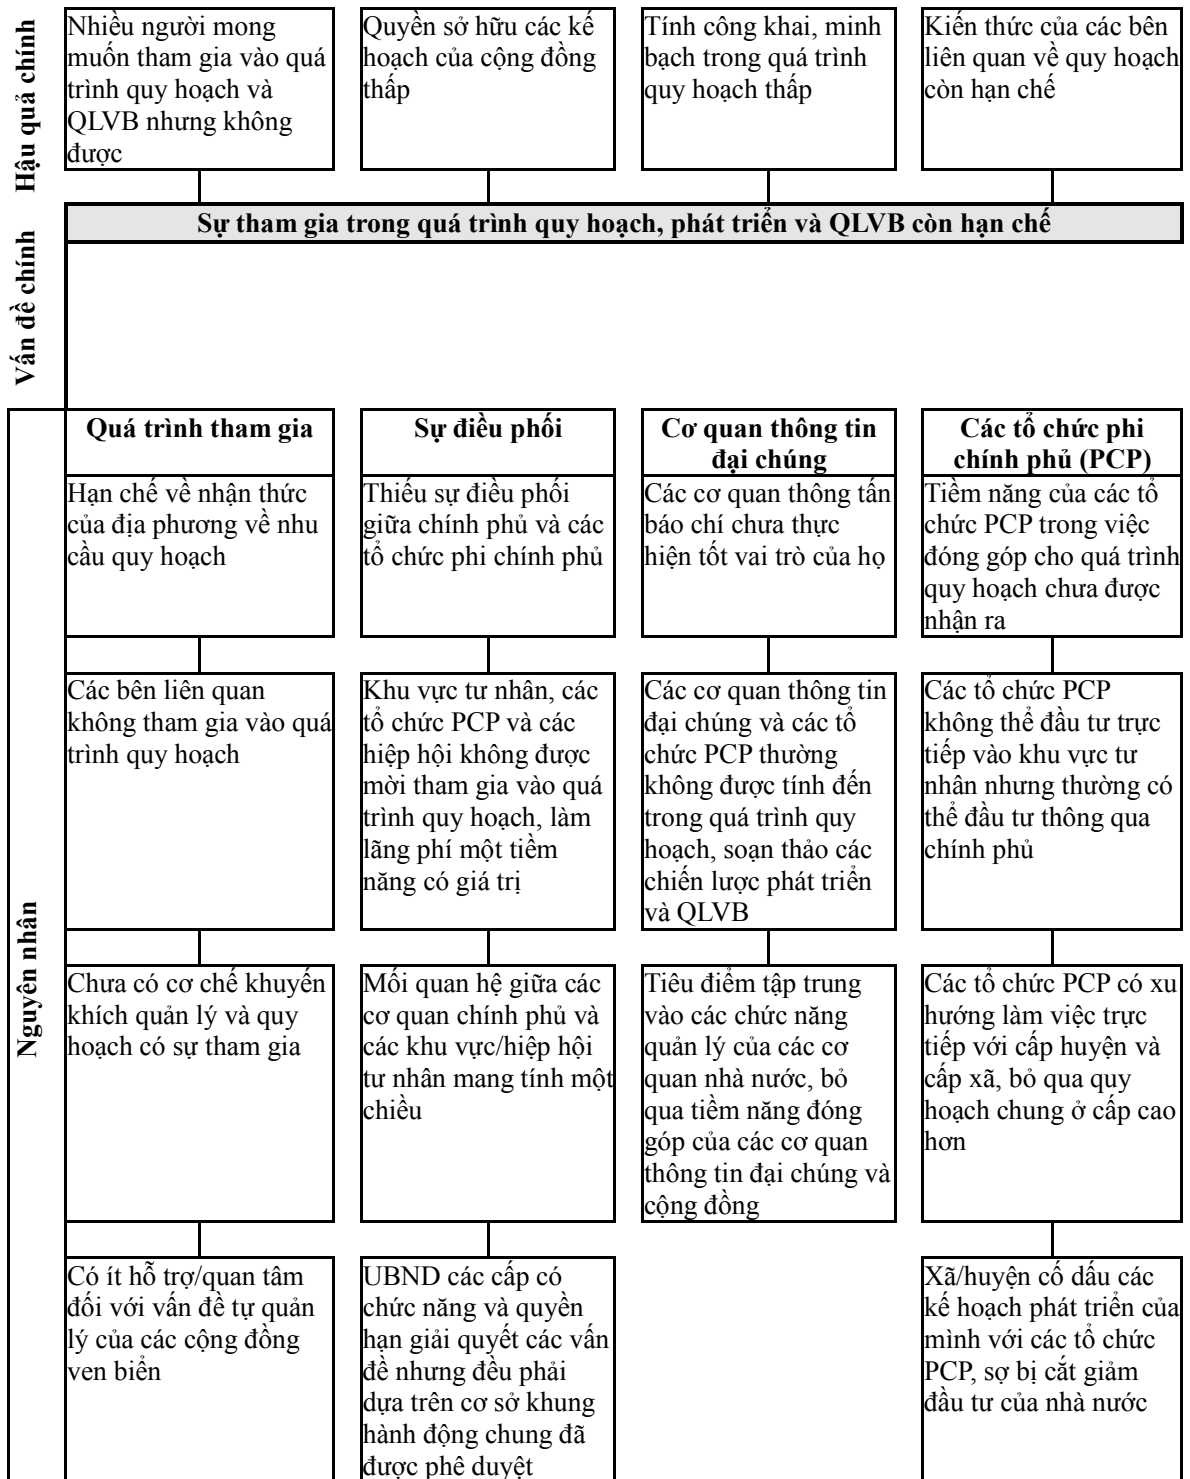 Hậu quả chính
Nhiều người mong
muốn tham gia vào quá
trình quy hoạch và
QLVB nhưng không
được
Quyền sở hữu các kế
hoạch của cộng đồng
thấp
Tính công khai, minh
bạch trong quá trình
quy hoạch thấp
Kiến thức của các bên
liên quan về quy hoạch
còn hạn chế
Vấn đề chính
Sự tham gia trong quá trình quy hoạch, phát triển và QLVB còn hạn chế
Nguyên nhân
Quá trình tham gia
Hạn chế về nhận thức
của địa phương về nhu
cầu quy hoạch
Các bên liên quan
không tham gia vào quá
trình quy hoạch
Chưa có cơ chế khuyến
khích quản lý và quy
hoạch có sự tham gia
Có ít hỗ trợ/quan tâm
đối với vấn đề tự quản
lý của các cộng đồng
ven biển
Sự điều phối
Thiếu sự điều phối
giữa chính phủ và các
tổ chức phi chính phủ
Khu vực tư nhân, các
tổ chức PCP và các
hiệp hội không được
mời tham gia vào quá
trình quy hoạch, làm
lãng phí một tiềm
năng có giá trị
Mối quan hệ giữa các
cơ quan chính phủ và
các khu vực/hiệp hội
tư nhân mang tính một
chiều
UBND các cấp có
chức năng và quyền
hạn giải quyết các vấn
đề nhưng đều phải
dựa trên cơ sở khung
hành động chung đã
được phê duyệt
Cơ quan thông tin
đại chúng
Các cơ quan thông tấn
báo chí chưa thực
hiện tốt vai trò của họ
Các cơ quan thông tin
đại chúng và các tổ
chức PCP thường
không được tính đến
trong quá trình quy
hoạch, soạn thảo các
chiến lược phát triển
và QLVB
Tiêu điểm tập trung
vào các chức năng
quản lý của các cơ
quan nhà nước, bỏ
qua tiềm năng đóng
góp của các cơ quan
thông tin đại chúng và
cộng đồng
Các tổ chức phi
chính phủ (PCP)
Tiềm năng của các tổ
chức PCP trong việc
đóng góp cho quá trình
quy hoạch chưa được
nhận ra
Các tổ chức PCP
không thể đầu tư trực
tiếp vào khu vực tư
nhân nhưng thường có
thể đầu tư thông qua
chính phủ
Các tổ chức PCP có xu
hướng làm việc trực
tiếp với cấp huyện và
cấp xã, bỏ qua quy
hoạch chung ở cấp cao
hơn
Xã/huyện cố dấu các
kế hoạch phát triển của
mình với các tổ chức
PCP, sợ bị cắt giảm
đầu tư của nhà nước